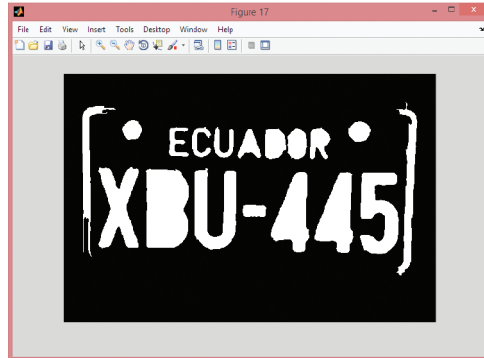 Figure 17
File Edit View Insert Tools Desktop Window Help
ECUADOR
XBU-445